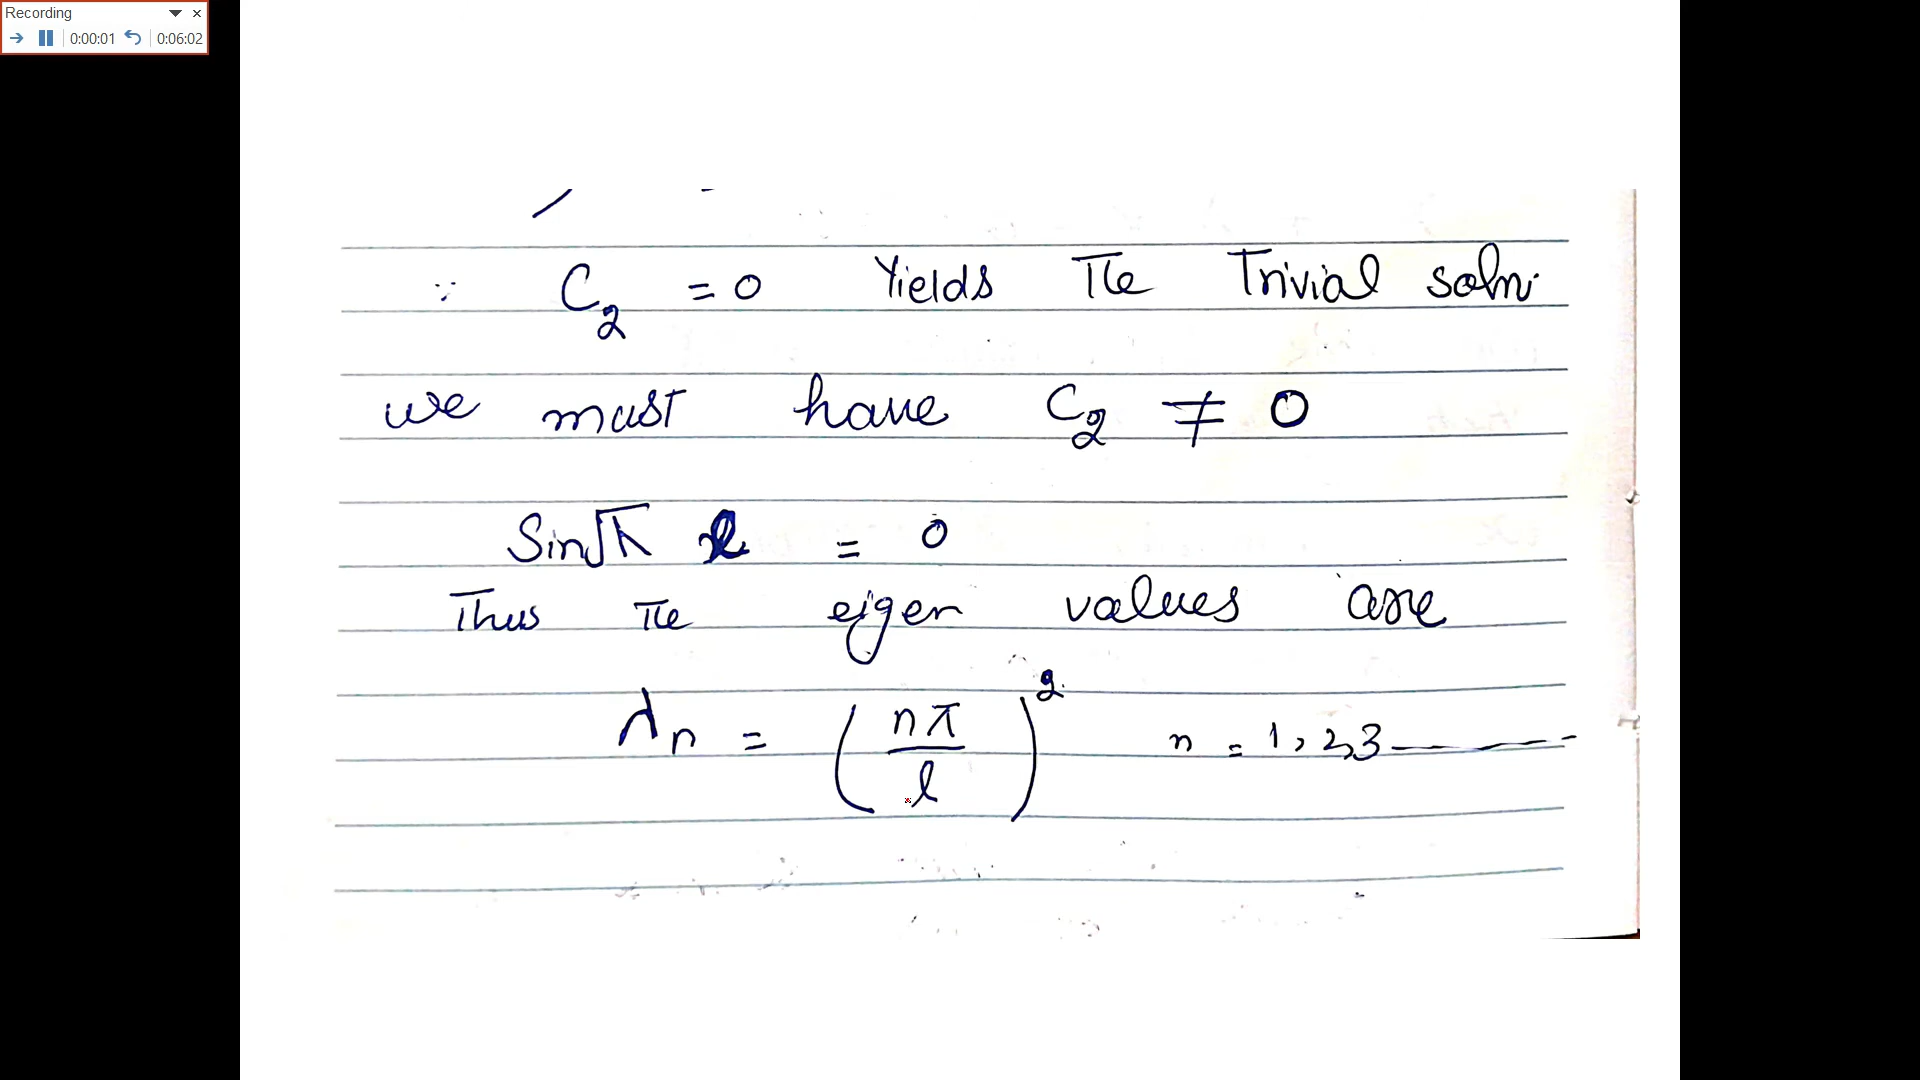 Recording
0:00:01 0:06:02
∵ C₂ = 0 Yields The Trivial soln.
we must have C₂ ≠ 0
Sin√λ l = 0
Thus The eigen values are
λₙ = (nπ/l)² n = 1, 2, 3 ———